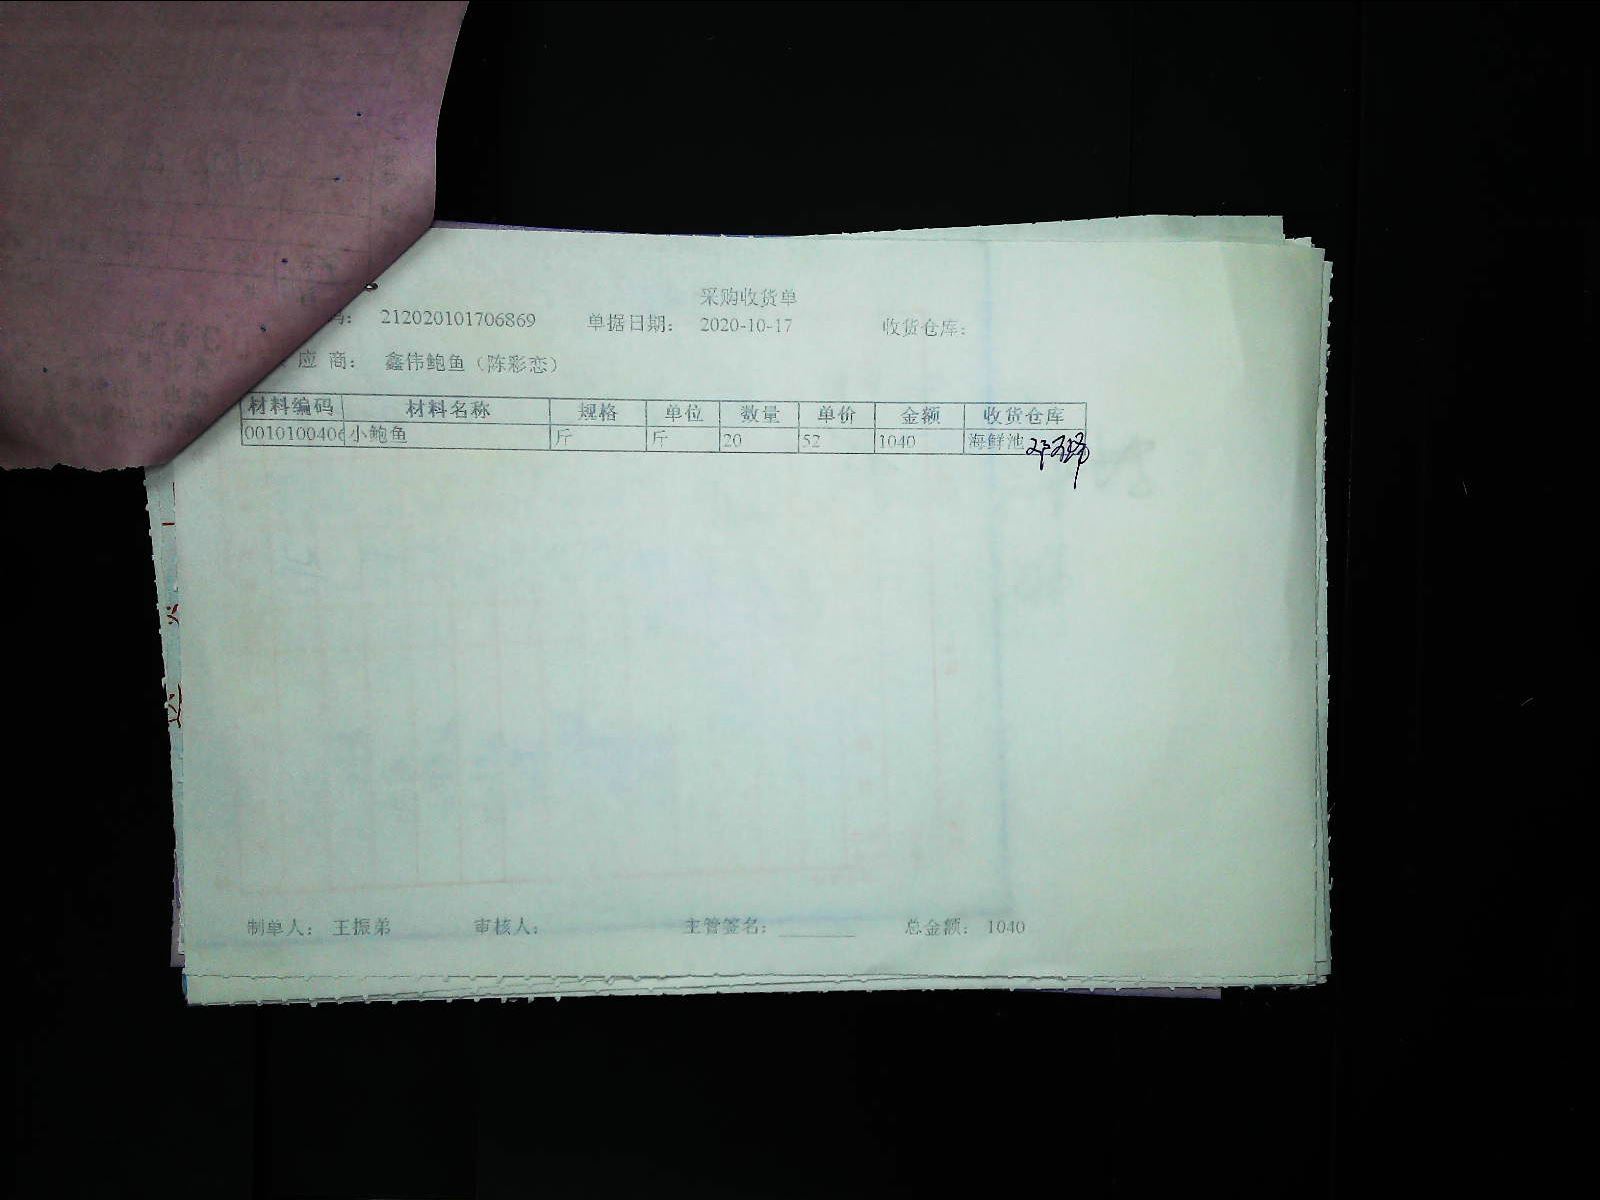 采购收货单
码： 212020101706869 单据日期： 2020-10-17 收货仓库：
应 商： 鑫伟鲍鱼（陈彩恋）
材料编码 材料名称 规格 单位 数量 单价 金额 收货仓库
0010100406 小鲍鱼 斤 斤 20 52 1040 海鲜池
制单人： 王振弟 审核人： 主管签名： 总金额： 1040